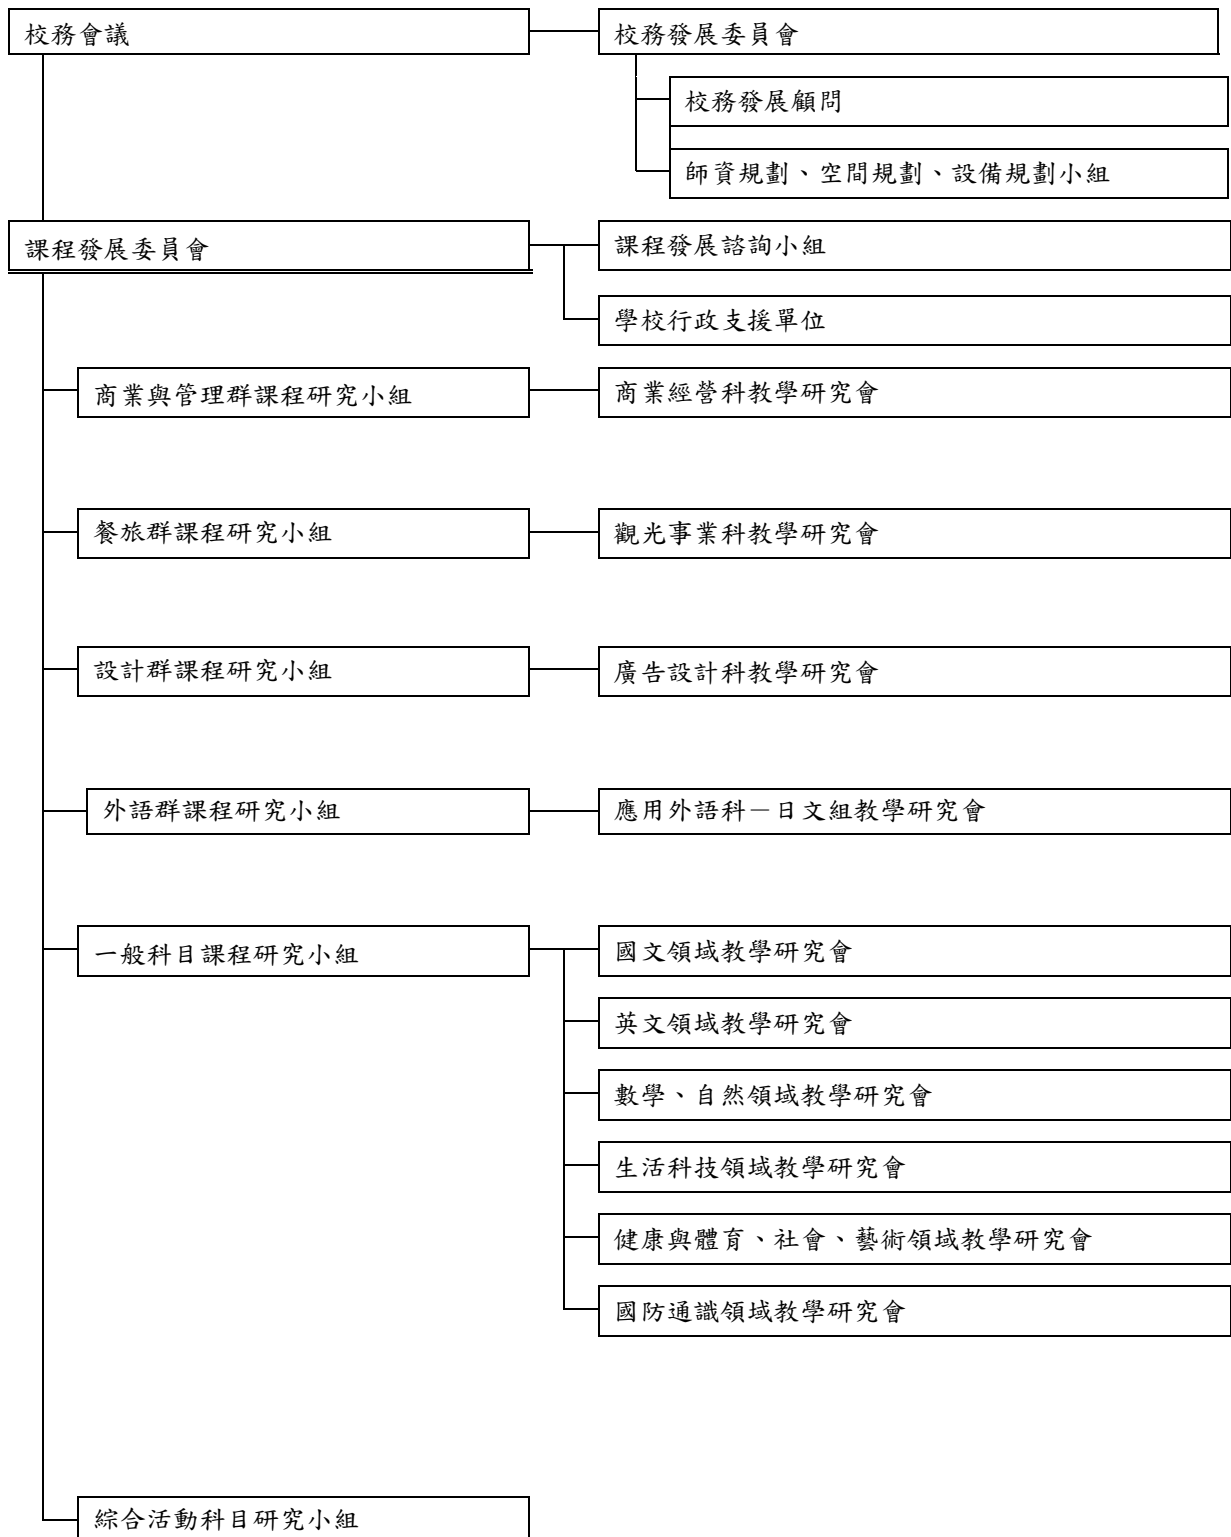 校務會議
校務發展委員會
校務發展顧問
師資規劃、空間規劃、設備規劃小組
課程發展委員會
課程發展諮詢小組
學校行政支援單位
商業與管理群課程研究小組
商業經營科教學研究會
餐旅群課程研究小組
觀光事業科教學研究會
設計群課程研究小組
廣告設計科教學研究會
外語群課程研究小組
應用外語科－日文組教學研究會
一般科目課程研究小組
國文領域教學研究會
英文領域教學研究會
數學、自然領域教學研究會
生活科技領域教學研究會
健康與體育、社會、藝術領域教學研究會
國防通識領域教學研究會
綜合活動科目研究小組